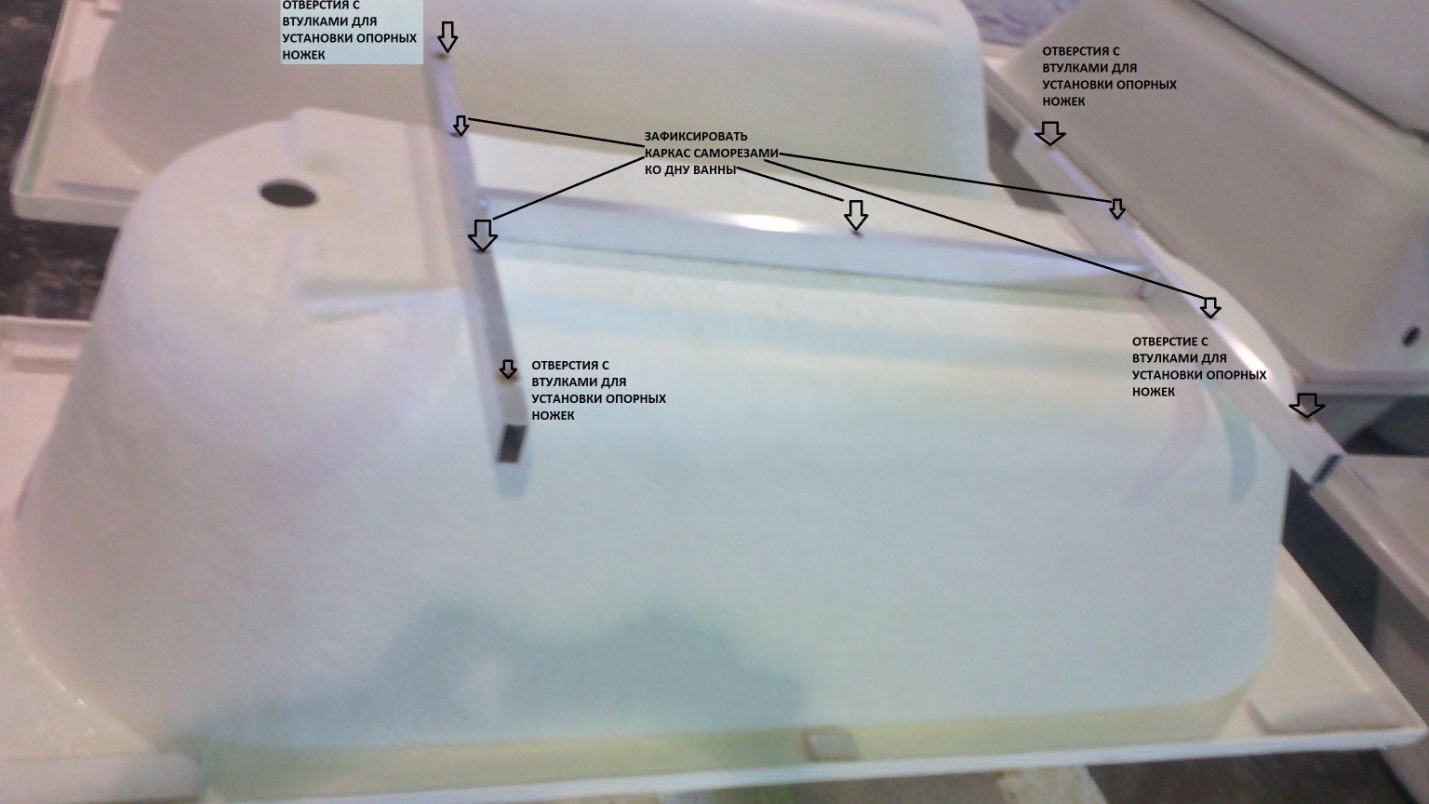 ОТВЕРСТИЯ С
ВТУЛКАМИ ДЛЯ
УСТАНОВКИ ОПОРНЫХ
НОЖЕК
ОТВЕРСТИЯ С
ВТУЛКАМИ ДЛЯ
УСТАНОВКИ ОПОРНЫХ
НОЖЕК
ЗАФИКСИРОВАТЬ
КАРКАС САМОРЕЗАМИ
КО ДНУ ВАННЫ
ОТВЕРСТИЕ С
ВТУЛКАМИ ДЛЯ
УСТАНОВКИ ОПОРНЫХ
НОЖЕК
ОТВЕРСТИЯ С
ВТУЛКАМИ ДЛЯ
УСТАНОВКИ ОПОРНЫХ
НОЖЕК